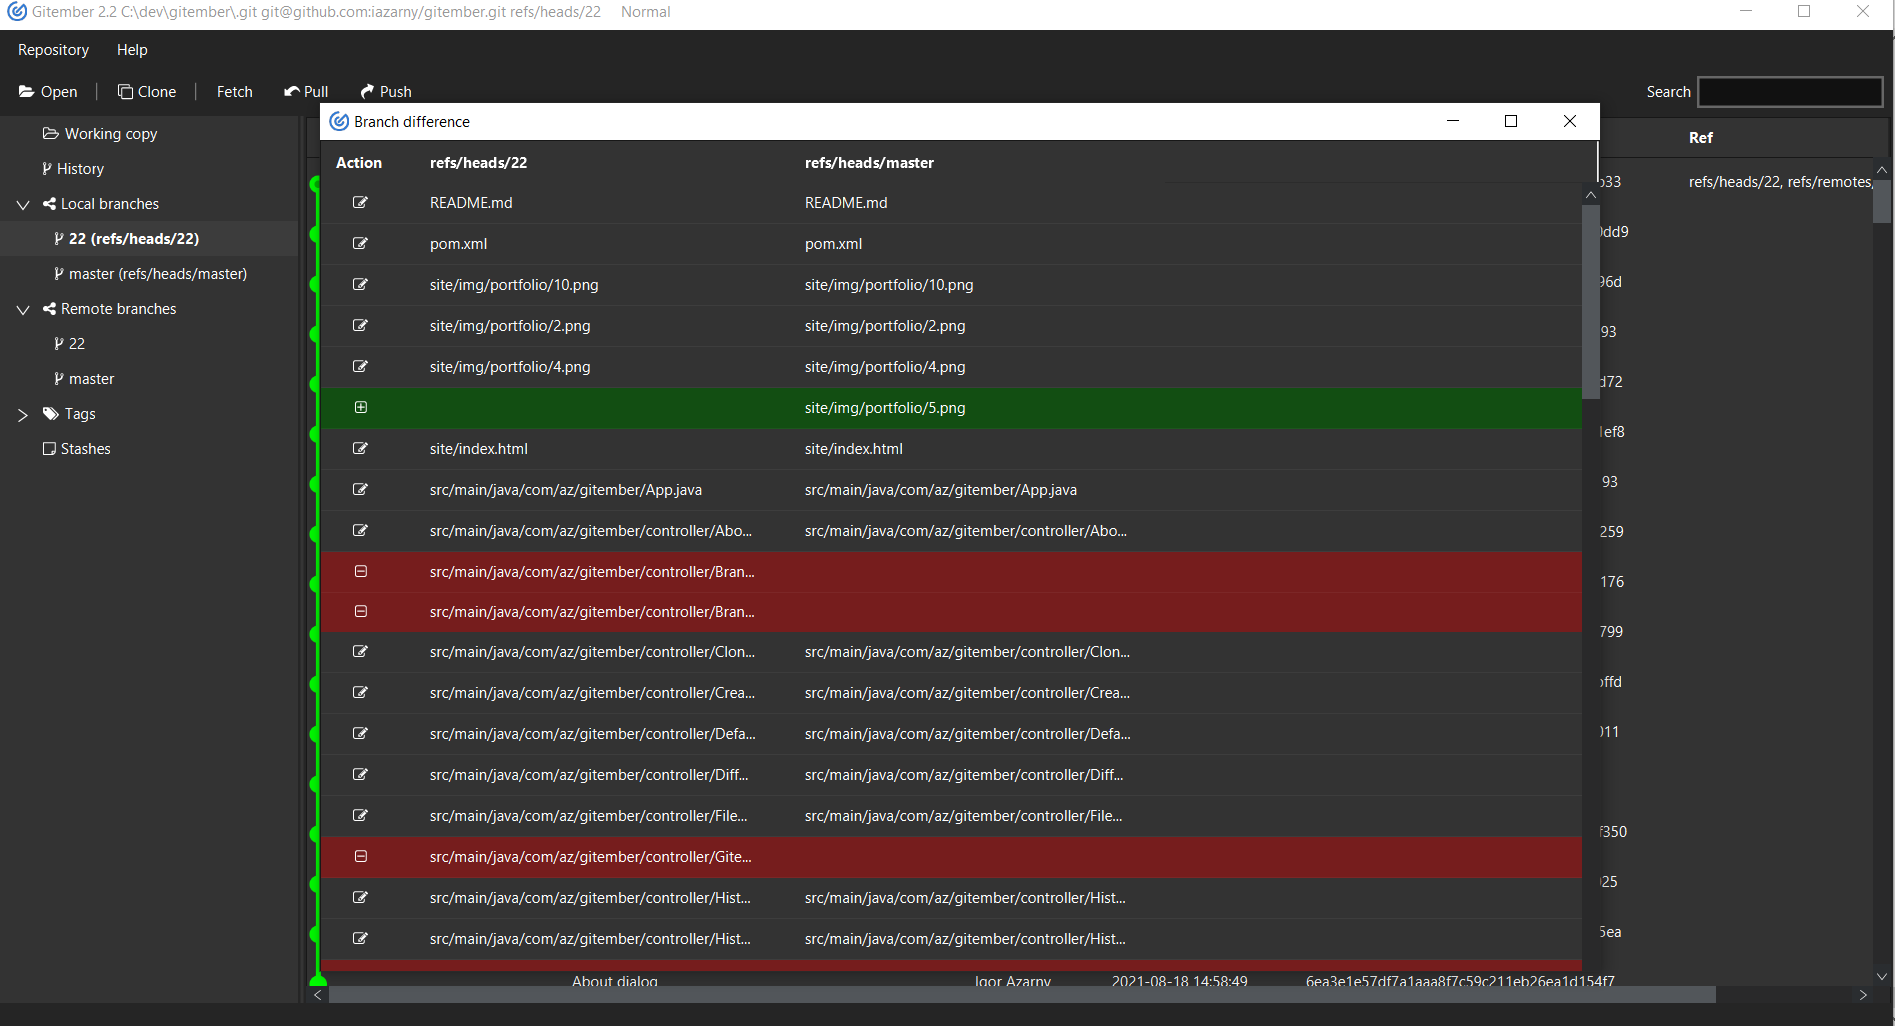 Gitember 2.2 C:\dev\gitember\.git git@github.com:iazarny/gitember.git refs/heads/22 Normal
Repository Help
Open Clone Fetch Pull Push Search
Working copy
History
Local branches
22 (refs/heads/22)
master (refs/heads/master)
Remote branches
22
master
Tags
Stashes
Branch difference
Action refs/heads/22 refs/heads/master
README.md README.md
pom.xml pom.xml
site/img/portfolio/10.png site/img/portfolio/10.png
site/img/portfolio/2.png site/img/portfolio/2.png
site/img/portfolio/4.png site/img/portfolio/4.png
site/img/portfolio/5.png
site/index.html site/index.html
src/main/java/com/az/gitember/App.java src/main/java/com/az/gitember/App.java
src/main/java/com/az/gitember/controller/Abo... src/main/java/com/az/gitember/controller/Abo...
src/main/java/com/az/gitember/controller/Bran...
src/main/java/com/az/gitember/controller/Bran...
src/main/java/com/az/gitember/controller/Clon... src/main/java/com/az/gitember/controller/Clon...
src/main/java/com/az/gitember/controller/Crea... src/main/java/com/az/gitember/controller/Crea...
src/main/java/com/az/gitember/controller/Defa... src/main/java/com/az/gitember/controller/Defa...
src/main/java/com/az/gitember/controller/Diff... src/main/java/com/az/gitember/controller/Diff...
src/main/java/com/az/gitember/controller/File... src/main/java/com/az/gitember/controller/File...
src/main/java/com/az/gitember/controller/Gite...
src/main/java/com/az/gitember/controller/Hist... src/main/java/com/az/gitember/controller/Hist...
src/main/java/com/az/gitember/controller/Hist... src/main/java/com/az/gitember/controller/Hist...
Ref
b33 refs/heads/22, refs/remotes,
0dd9
96d
93
d72
1ef8
93
259
176
799
offd
011
f350
025
5ea
About dialog Igor Azarny 2021-08-18 14:58:49 6ea3e1e57df7a1aaa8f7c59c211eb26ea1d154f7